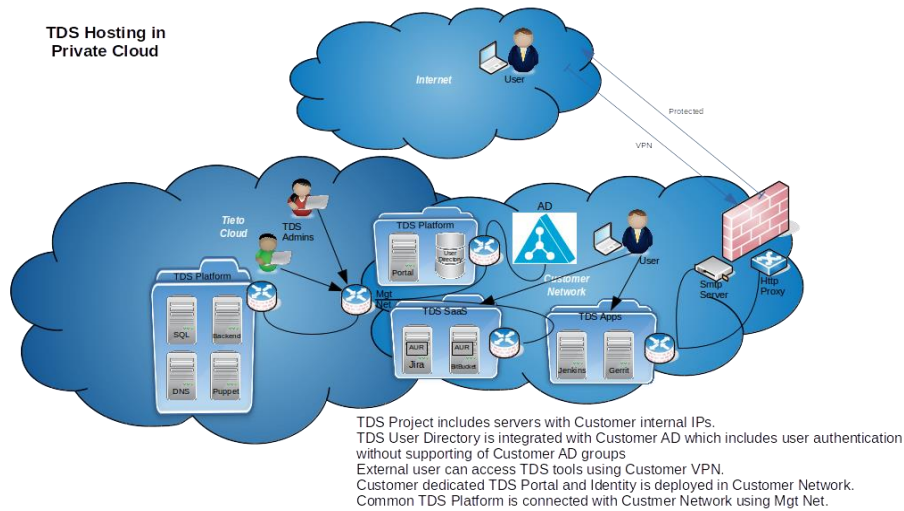 TDS Hosting in
Private Cloud
Internet
User
Protected
VPN
Tieto
Cloud
TDS
Admins
TDS Platform
SQL
Backend
DNS
Puppet
Mgt
Net
TDS Platform
Portal
User
Directory
AD
Customer
Network
User
TDS SaaS
AUR
Jira
AUR
BitBucket
TDS Apps
Jenkins
Gerrit
Smtp
Server
Http
Proxy
TDS Project includes servers with Customer internal IPs.
TDS User Directory is integrated with Customer AD which includes user authentication
without supporting of Customer AD groups
External user can access TDS tools using Customer VPN.
Customer dedicated TDS Portal and Identity is deployed in Customer Network.
Common TDS Platform is connected with Custmer Network using Mgt Net.